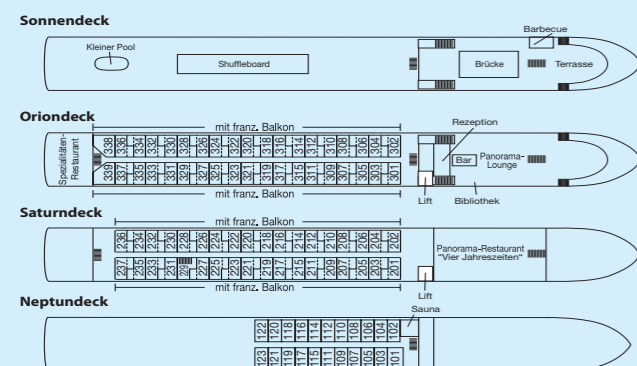 Sonnendeck
Barbecue
Kleiner Pool
Shuffleboard
Brücke
Terrasse
Oriondeck
mit franz. Balkon
Rezeption
Spezialitäten-
Restaurant
338 336 334 332 330 328 326 324 322 320 318 316 314 312 310 308 306 304 302
339 337 335 333 331 329 327 325 323 321 319 317 315 311 309 307 305 303 301
Bar
Panorama-
Lounge
mit franz. Balkon
Lift
Bibliothek
Saturndeck
mit franz. Balkon
236 234 232 230 228 226 224 222 220 218 216 214 212 210 208 206 204 202
237 235 233 231 229 227 225 223 221 219 217 215 211 209 207 205 203 201
Panorama-Restaurant
"Vier Jahreszeiten"
mit franz. Balkon
Lift
Neptundeck
Sauna
122 120 118 116 114 112 110 108 106 104 102
123 121 119 117 115 111 109 107 105 103 101